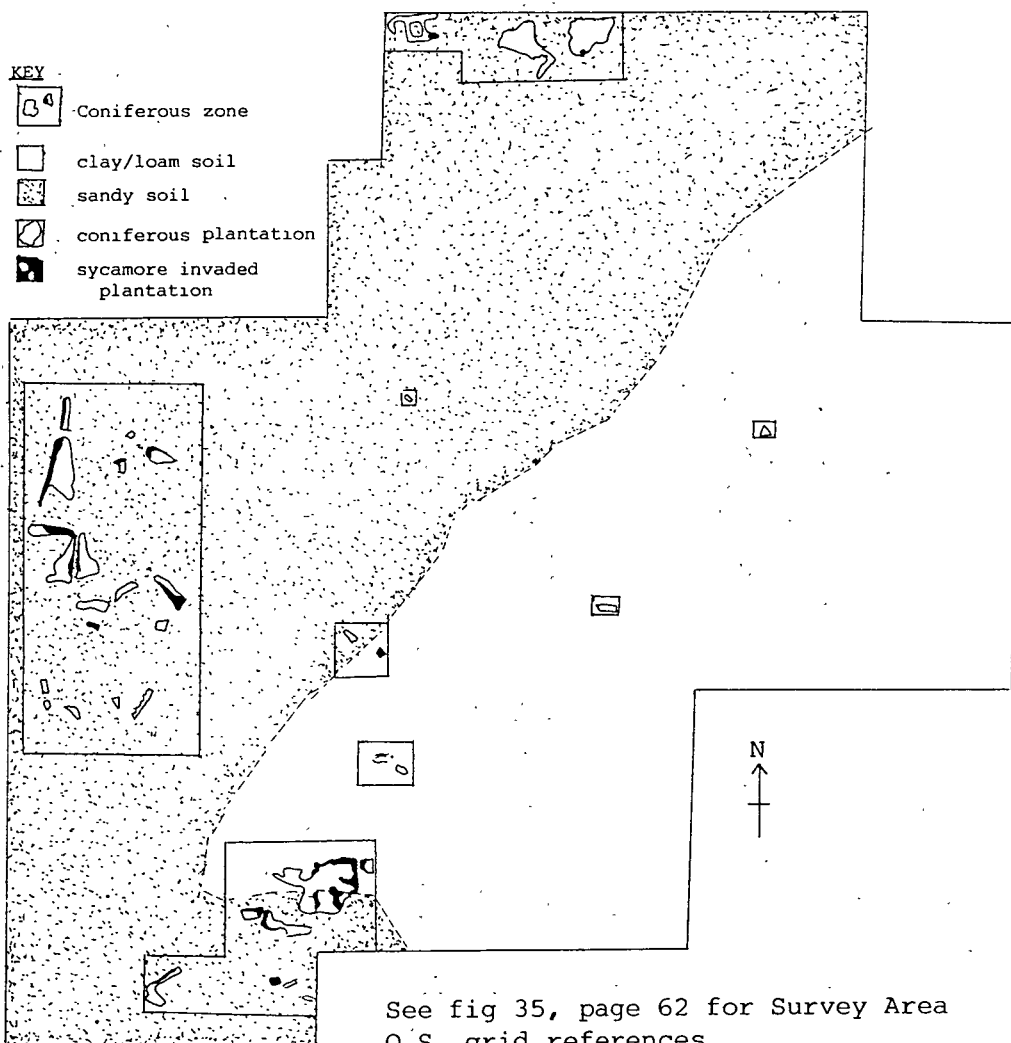 KEY
Coniferous zone
clay/loam soil
sandy soil
coniferous plantation
sycamore invaded
plantation
N
See fig 35, page 62 for Survey Area
O.S. grid references